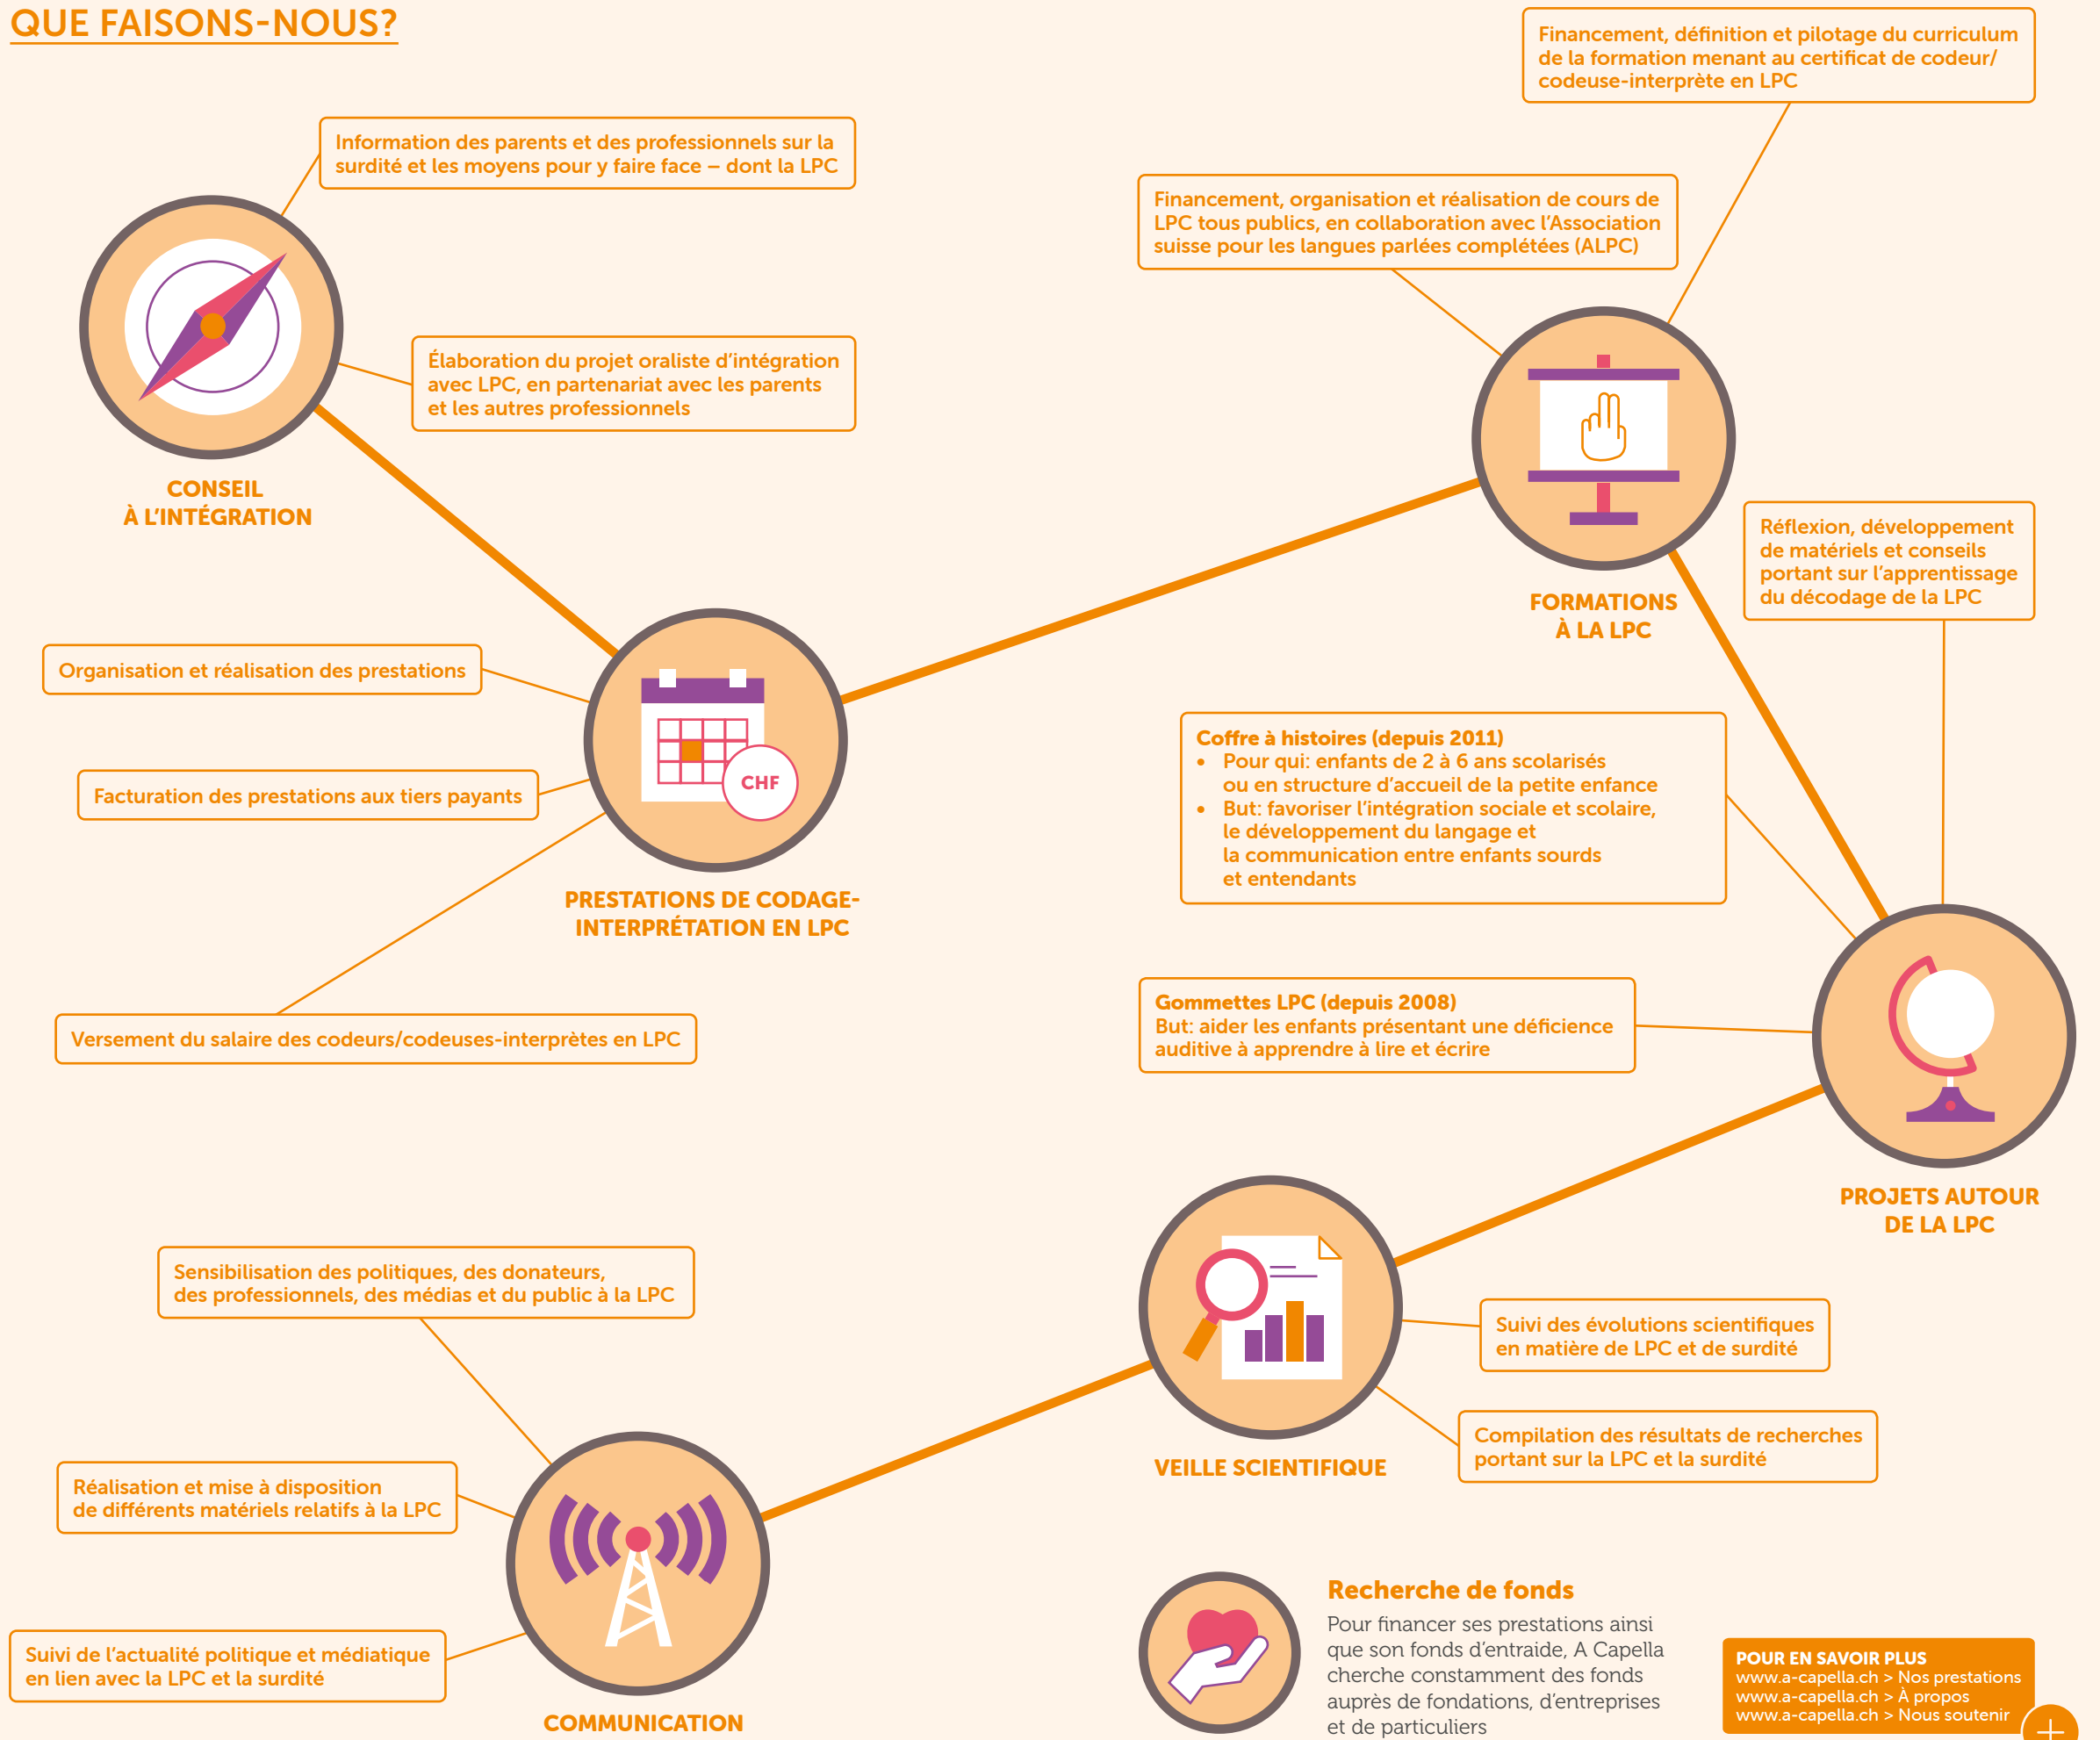 QUE FAISONS-NOUS?
Information des parents et des professionnels sur la
surdité et les moyens pour y faire face – dont la LPC
Élaboration du projet oraliste d’intégration
avec LPC, en partenariat avec les parents
et les autres professionnels
CONSEIL
À L’INTÉGRATION
Organisation et réalisation des prestations
Facturation des prestations aux tiers payants
Versement du salaire des codeurs/codeuses-interprètes en LPC
CHF
PRESTATIONS DE CODAGE-
INTERPRÉTATION EN LPC
Financement, définition et pilotage du curriculum
de la formation menant au certificat de codeur/
codeuse-interprète en LPC
Financement, organisation et réalisation de cours de
LPC tous publics, en collaboration avec l’Association
suisse pour les langues parlées complétées (ALPC)
FORMATIONS
À LA LPC
Réflexion, développement
de matériels et conseils
portant sur l’apprentissage
du décodage de la LPC
Coffre à histoires (depuis 2011)
• Pour qui: enfants de 2 à 6 ans scolarisés
ou en structure d’accueil de la petite enfance
• But: favoriser l’intégration sociale et scolaire,
le développement du langage et
la communication entre enfants sourds
et entendants
Gommettes LPC (depuis 2008)
But: aider les enfants présentant une déficience
auditive à apprendre à lire et écrire
PROJETS AUTOUR
DE LA LPC
Suivi des évolutions scientifiques
en matière de LPC et de surdité
Compilation des résultats de recherches
portant sur la LPC et la surdité
VEILLE SCIENTIFIQUE
Sensibilisation des politiques, des donateurs,
des professionnels, des médias et du public à la LPC
Réalisation et mise à disposition
de différents matériels relatifs à la LPC
Suivi de l’actualité politique et médiatique
en lien avec la LPC et la surdité
COMMUNICATION
Recherche de fonds
Pour financer ses prestations ainsi
que son fonds d’entraide, A Capella
cherche constamment des fonds
auprès de fondations, d’entreprises
et de particuliers
POUR EN SAVOIR PLUS
www.a-capella.ch > Nos prestations
www.a-capella.ch > À propos
www.a-capella.ch > Nous soutenir